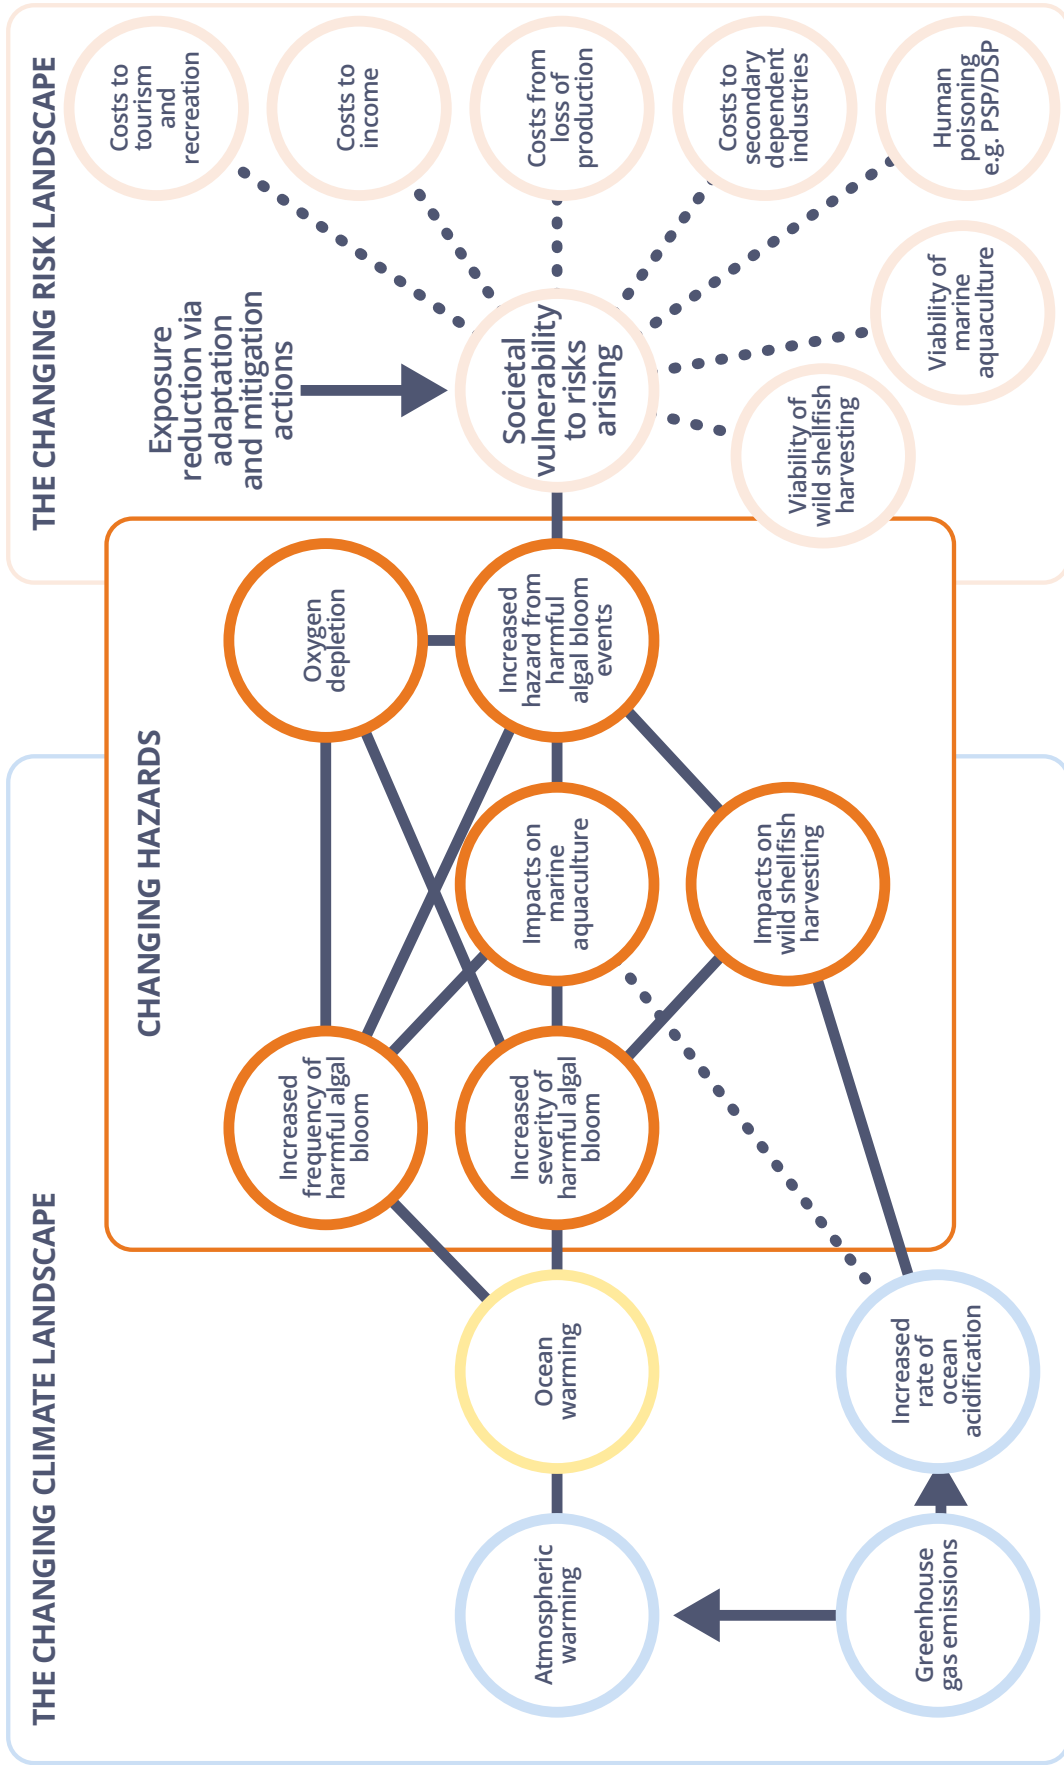 THE CHANGING CLIMATE LANDSCAPE
CHANGING HAZARDS
THE CHANGING RISK LANDSCAPE
Greenhouse
gas emissions
Atmospheric
warming
Increased
rate of
ocean
acidification
Ocean
warming
Increased
frequency of
harmful algal
bloom
Increased
severity of
harmful algal
bloom
Impacts on
marine
aquaculture
Impacts on
wild shellfish
harvesting
Oxygen
depletion
Increased
hazard from
harmful
algal bloom
events
Exposure
reduction via
adaptation
and mitigation
actions
Societal
vulnerability
to risks
arising
Costs to
tourism
and
recreation
Costs to
income
Costs from
loss of
production
Costs to
secondary
dependent
industries
Human
poisoning
e.g. PSP/DSP
Viability of
marine
aquaculture
Viability of
wild shellfish
harvesting